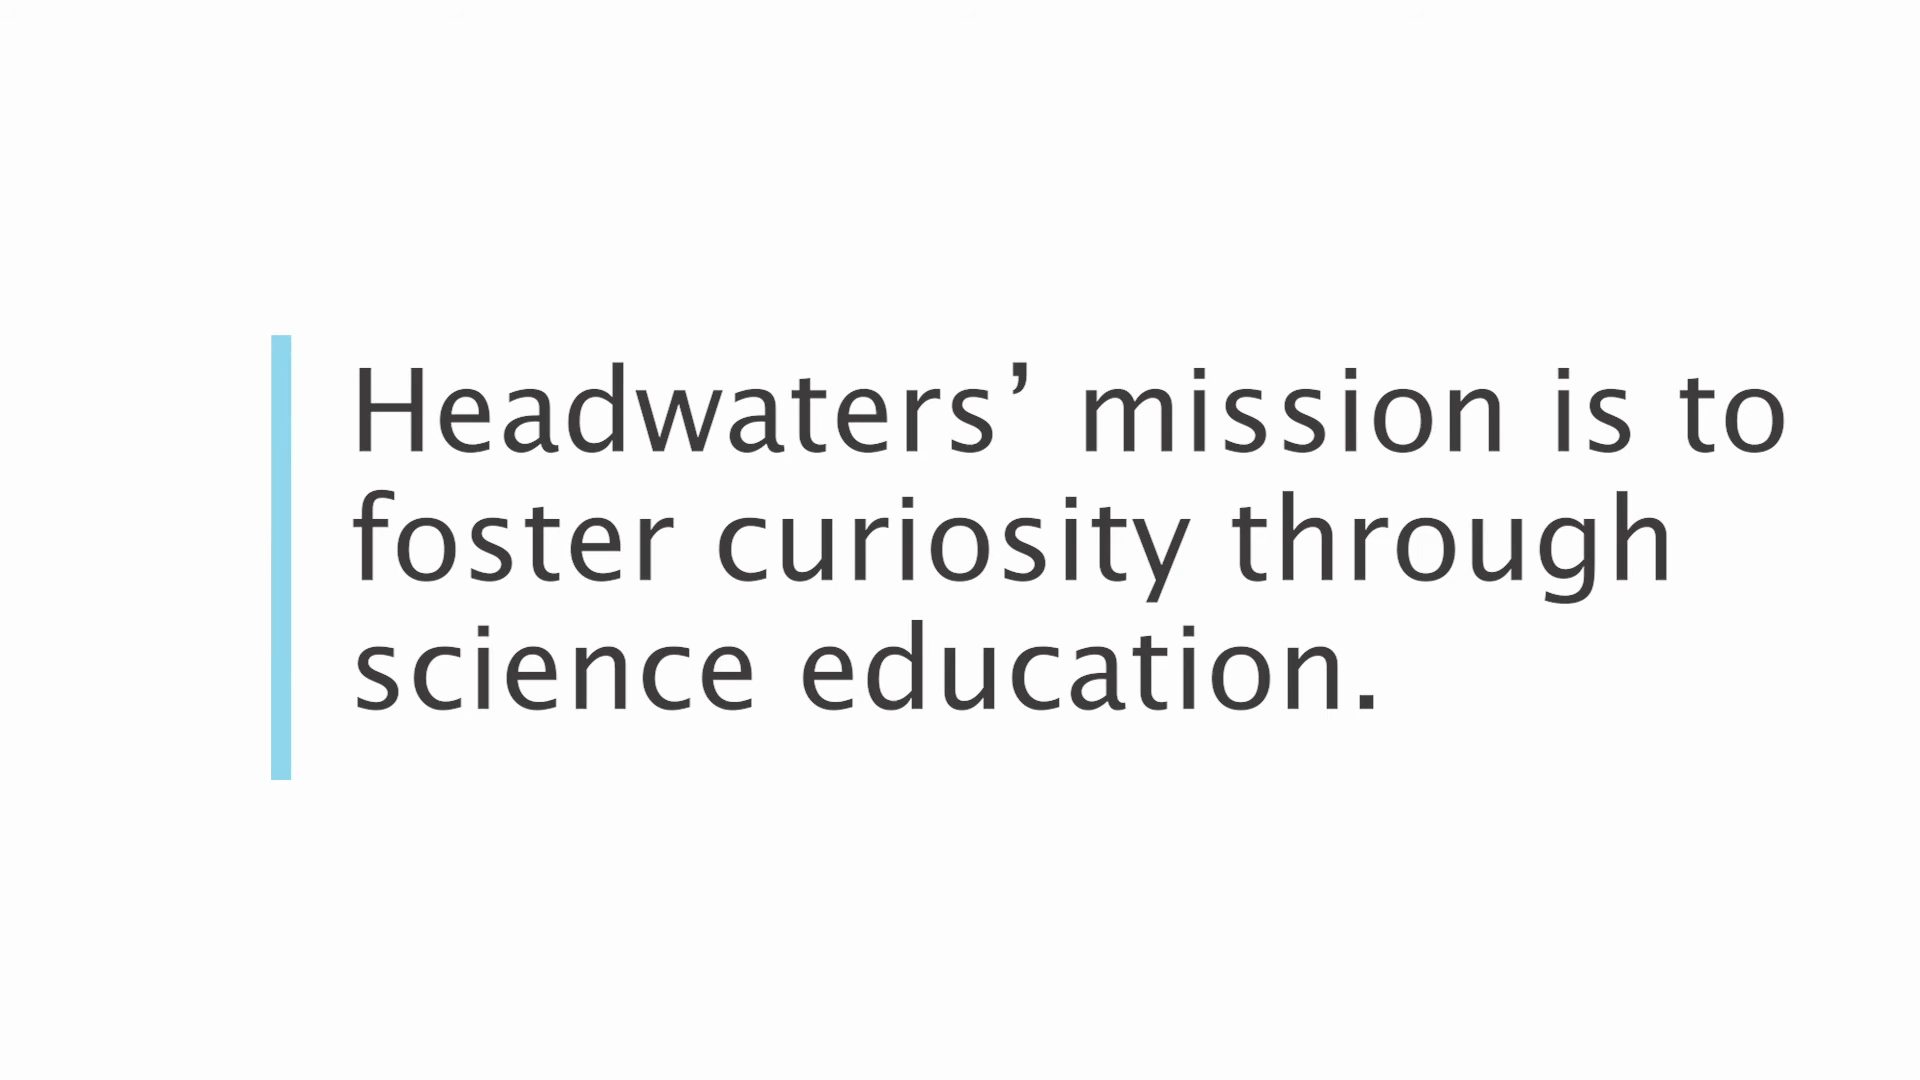 Headwaters’ mission is to
foster curiosity through
science education.